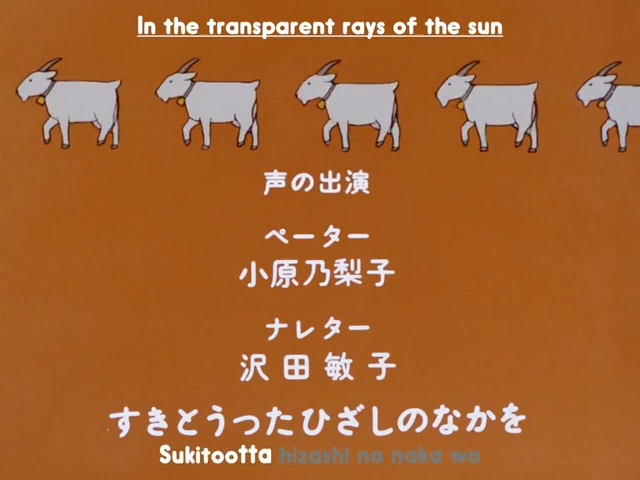 In the transparent rays of the sun
声の出演
ペーター
小原乃梨子
ナレター
沢田敏子
すきとうったひざしのなかを
Sukitootta hizashi no naka wo